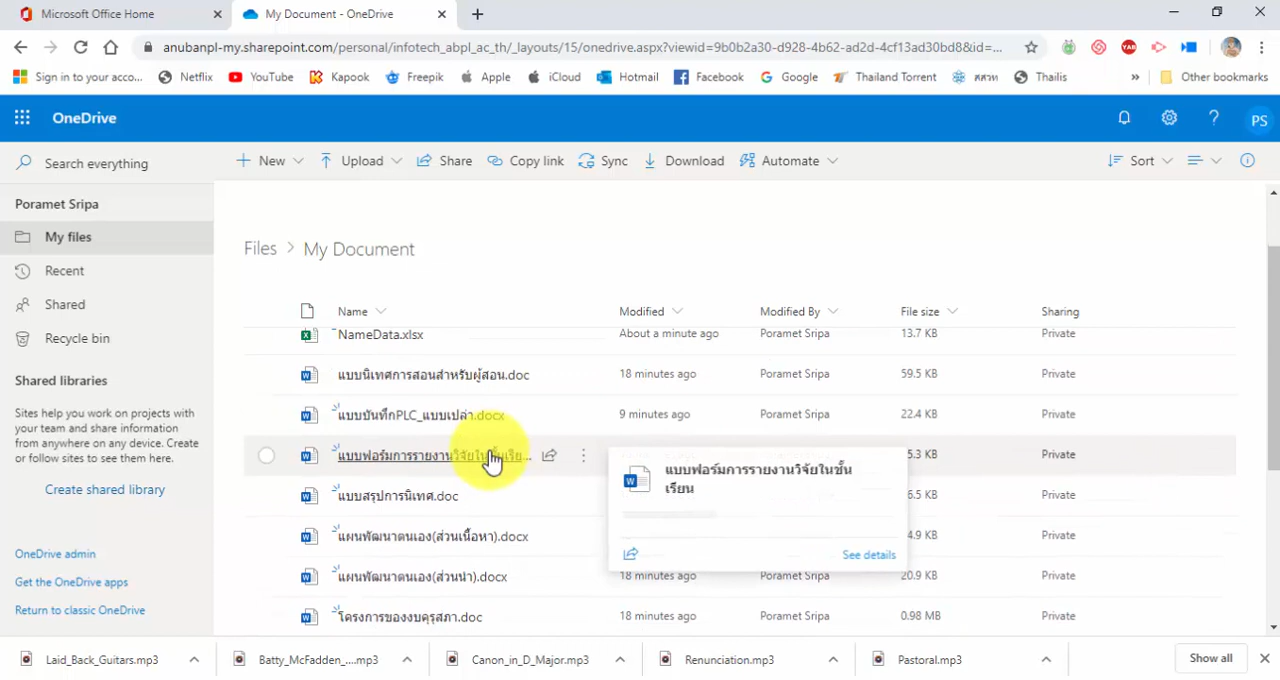 Microsoft Office Home
My Document - OneDrive
anubanpl-my.sharepoint.com/personal/infotech_abpl_ac_th/_layouts/15/onedrive.aspx?viewid=9b0b2a30-d928-4b62-ad2d-4cf13ad30bd8&id=...
Sign in to your acco... Netflix YouTube Kapook Freepik Apple iCloud Hotmail Facebook Google Thailand Torrent สสวท Thailis » Other bookmarks
OneDrive
PS
Search everything
New Upload Share Copy link Sync Download Automate Sort
Poramet Sripa
My files
Recent
Shared
Recycle bin
Shared libraries
Sites help you work on projects with
your team and share information
from anywhere on any device. Create
or follow sites to see them here.
Create shared library
OneDrive admin
Get the OneDrive apps
Return to classic OneDrive
Files > My Document
Name Modified Modified By File size Sharing
NameData.xlsx About a minute ago Poramet Sripa 13.7 KB Private
แบบนิเทศการสอนสำหรับผู้สอน.doc 18 minutes ago Poramet Sripa 59.5 KB Private
แบบบันทึกPLC_แบบเปล่า.docx 9 minutes ago Poramet Sripa 22.4 KB Private
แบบฟอร์มการรายงานวิจัยในชั้นเรีย... 5.3 KB Private
แบบสรุปการนิเทศ.doc 6.5 KB Private
แผนพัฒนาตนเอง(ส่วนเนื้อหา).docx 4.9 KB Private
แผนพัฒนาตนเอง(ส่วนนำ).docx 18 minutes ago Poramet Sripa 20.9 KB Private
โครงการของงบคุรุสภา.doc 18 minutes ago Poramet Sripa 0.98 MB Private
แบบฟอร์มการรายงานวิจัยในชั้น
เรียน
See details
Laid_Back_Guitars.mp3 Batty_McFadden_....mp3 Canon_in_D_Major.mp3 Renunciation.mp3 Pastoral.mp3 Show all